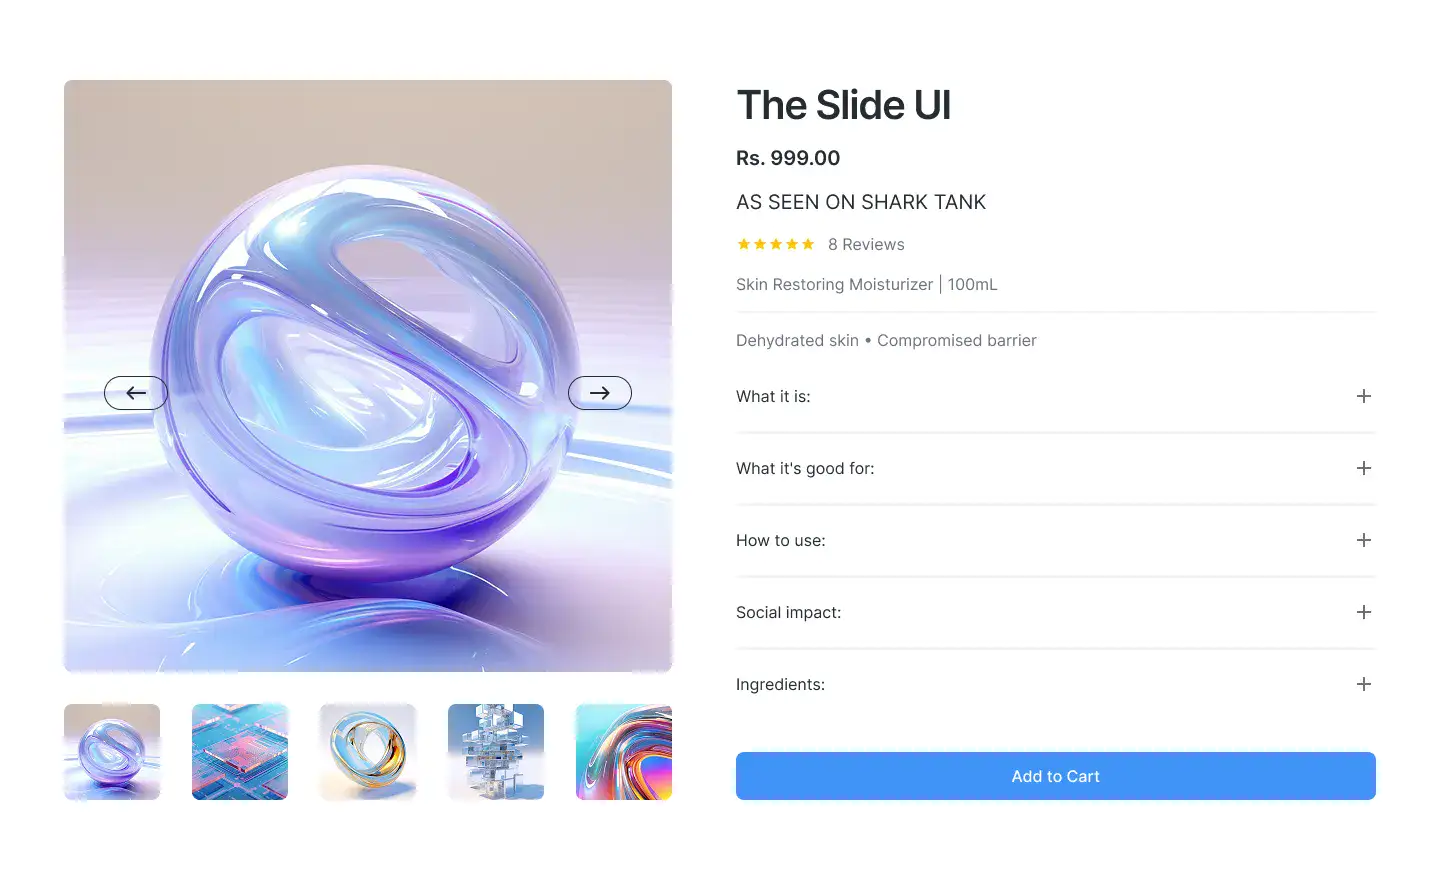 The Slide UI
Rs. 999.00
AS SEEN ON SHARK TANK
8 Reviews
Skin Restoring Moisturizer | 100mL
Dehydrated skin • Compromised barrier
What it is:
What it's good for:
How to use:
Social impact:
Ingredients:
Add to Cart